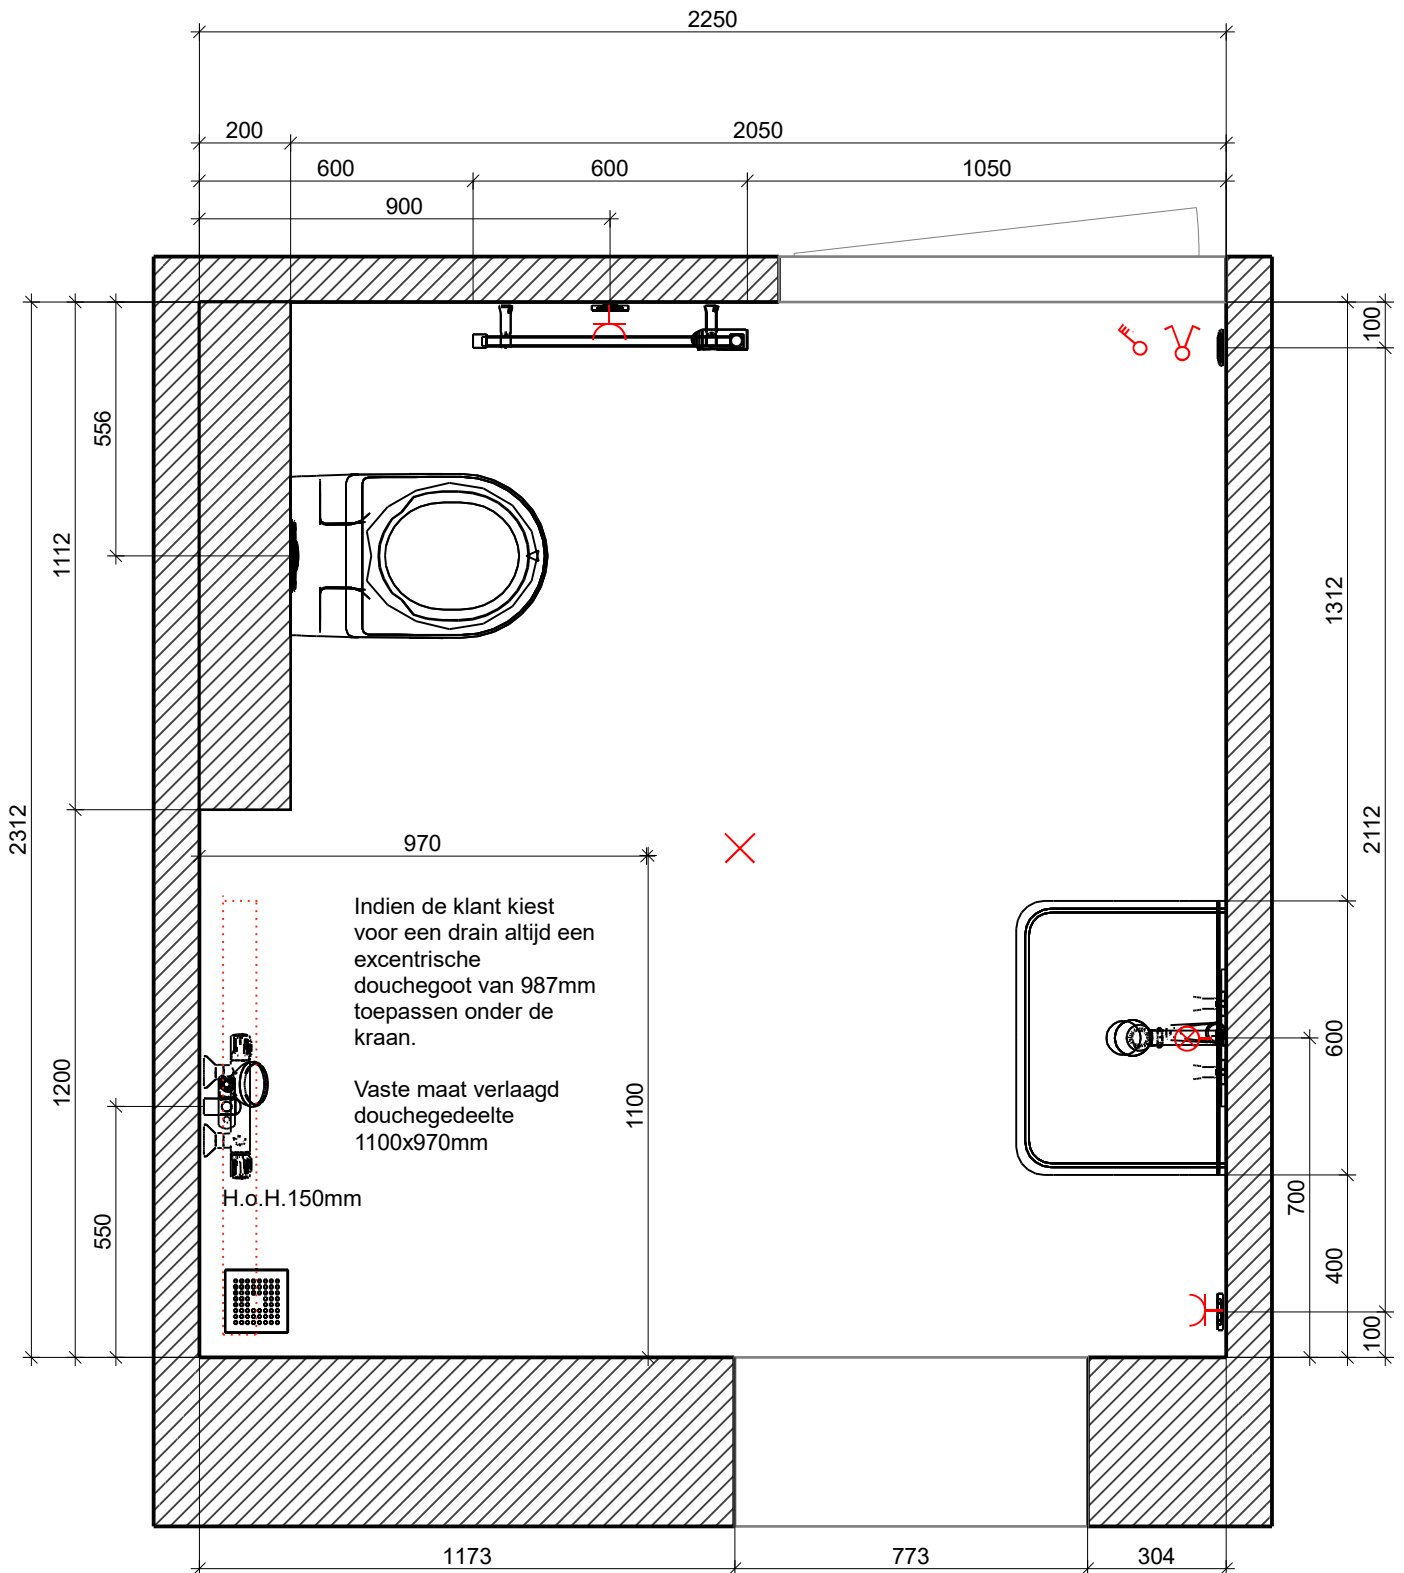 2250
200
2050
600
600
1050
900
100
556
1112
1312
2312
2112
970
Indien de klant kiest
voor een drain altijd een
excentrische
douchegoot van 987mm
toepassen onder de
kraan.
Vaste maat verlaagd
douchegedeelte
1100x970mm
1200
1100
600
H.o.H.150mm
700
550
400
100
1173
773
304